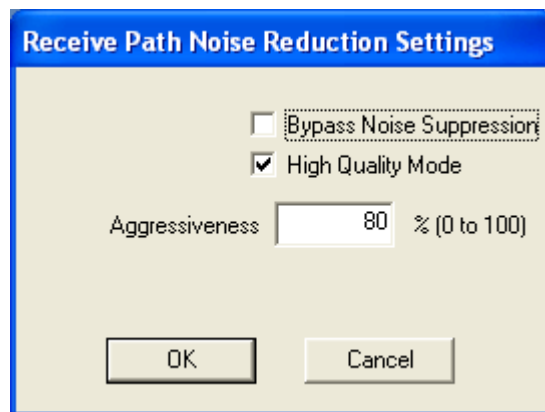 Receive Path Noise Reduction Settings
Bypass Noise Suppression
High Quality Mode
Aggressiveness 80 % (0 to 100)
OK Cancel